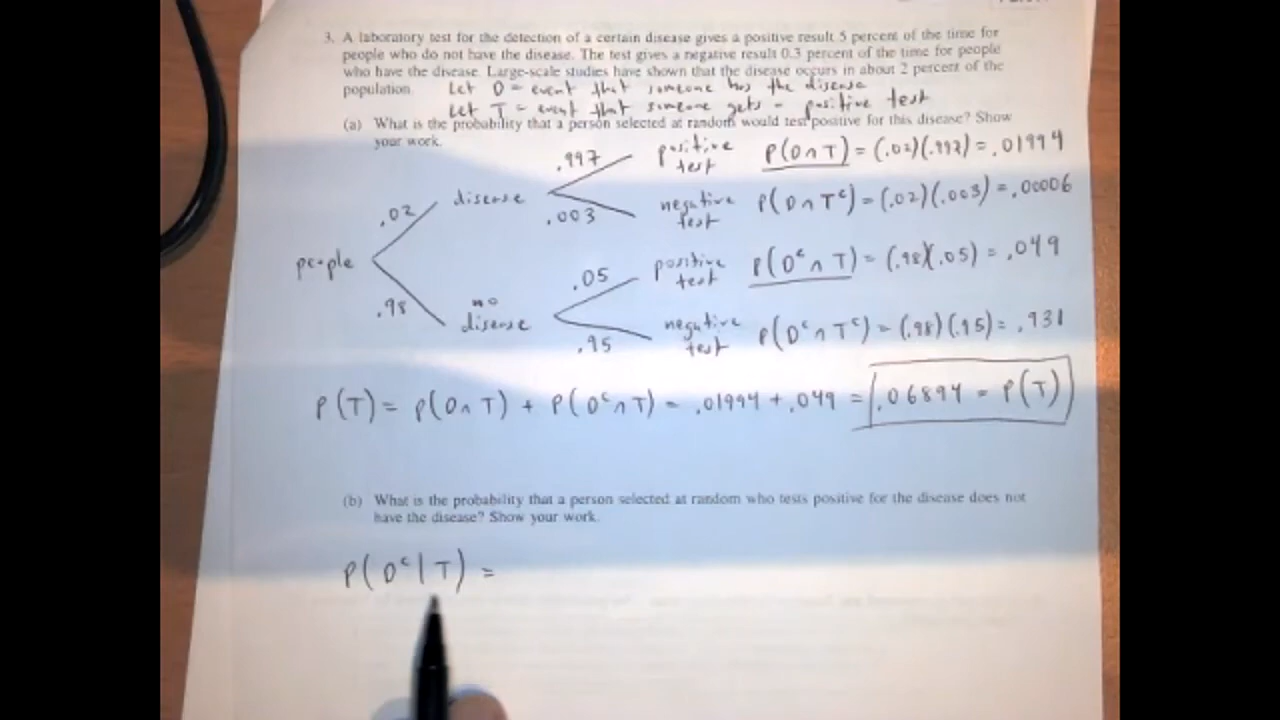 3. A laboratory test for the detection of a certain disease gives a positive result 5 percent of the time for
people who do not have the disease. The test gives a negative result 0.3 percent of the time for people
who have the disease. Large-scale studies have shown that the disease occurs in about 2 percent of the
population. Let D = event that someone has the disease
Let T = event that someone gets a positive test
(a) What is the probability that a person selected at random would test positive for this disease? Show
your work.
.997 positive test P(D∩T) = (.02)(.997) = .01994
.02 disease
.003 negative test P(D∩Tᶜ) = (.02)(.003) = .00006
people
.05 positive test P(Dᶜ∩T) = (.98)(.05) = .049
.98 no disease
.95 negative test P(Dᶜ∩Tᶜ) = (.98)(.95) = .931
P(T) = P(D∩T) + P(Dᶜ∩T) = .01994 + .049 = .06894 = P(T)
(b) What is the probability that a person selected at random who tests positive for the disease does not
have the disease? Show your work.
P(Dᶜ|T) =